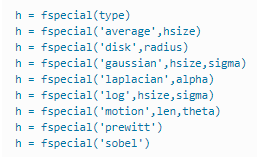 h = fspecial(type)
h = fspecial('average',hsize)
h = fspecial('disk',radius)
h = fspecial('gaussian',hsize,sigma)
h = fspecial('laplacian',alpha)
h = fspecial('log',hsize,sigma)
h = fspecial('motion',len,theta)
h = fspecial('prewitt')
h = fspecial('sobel')